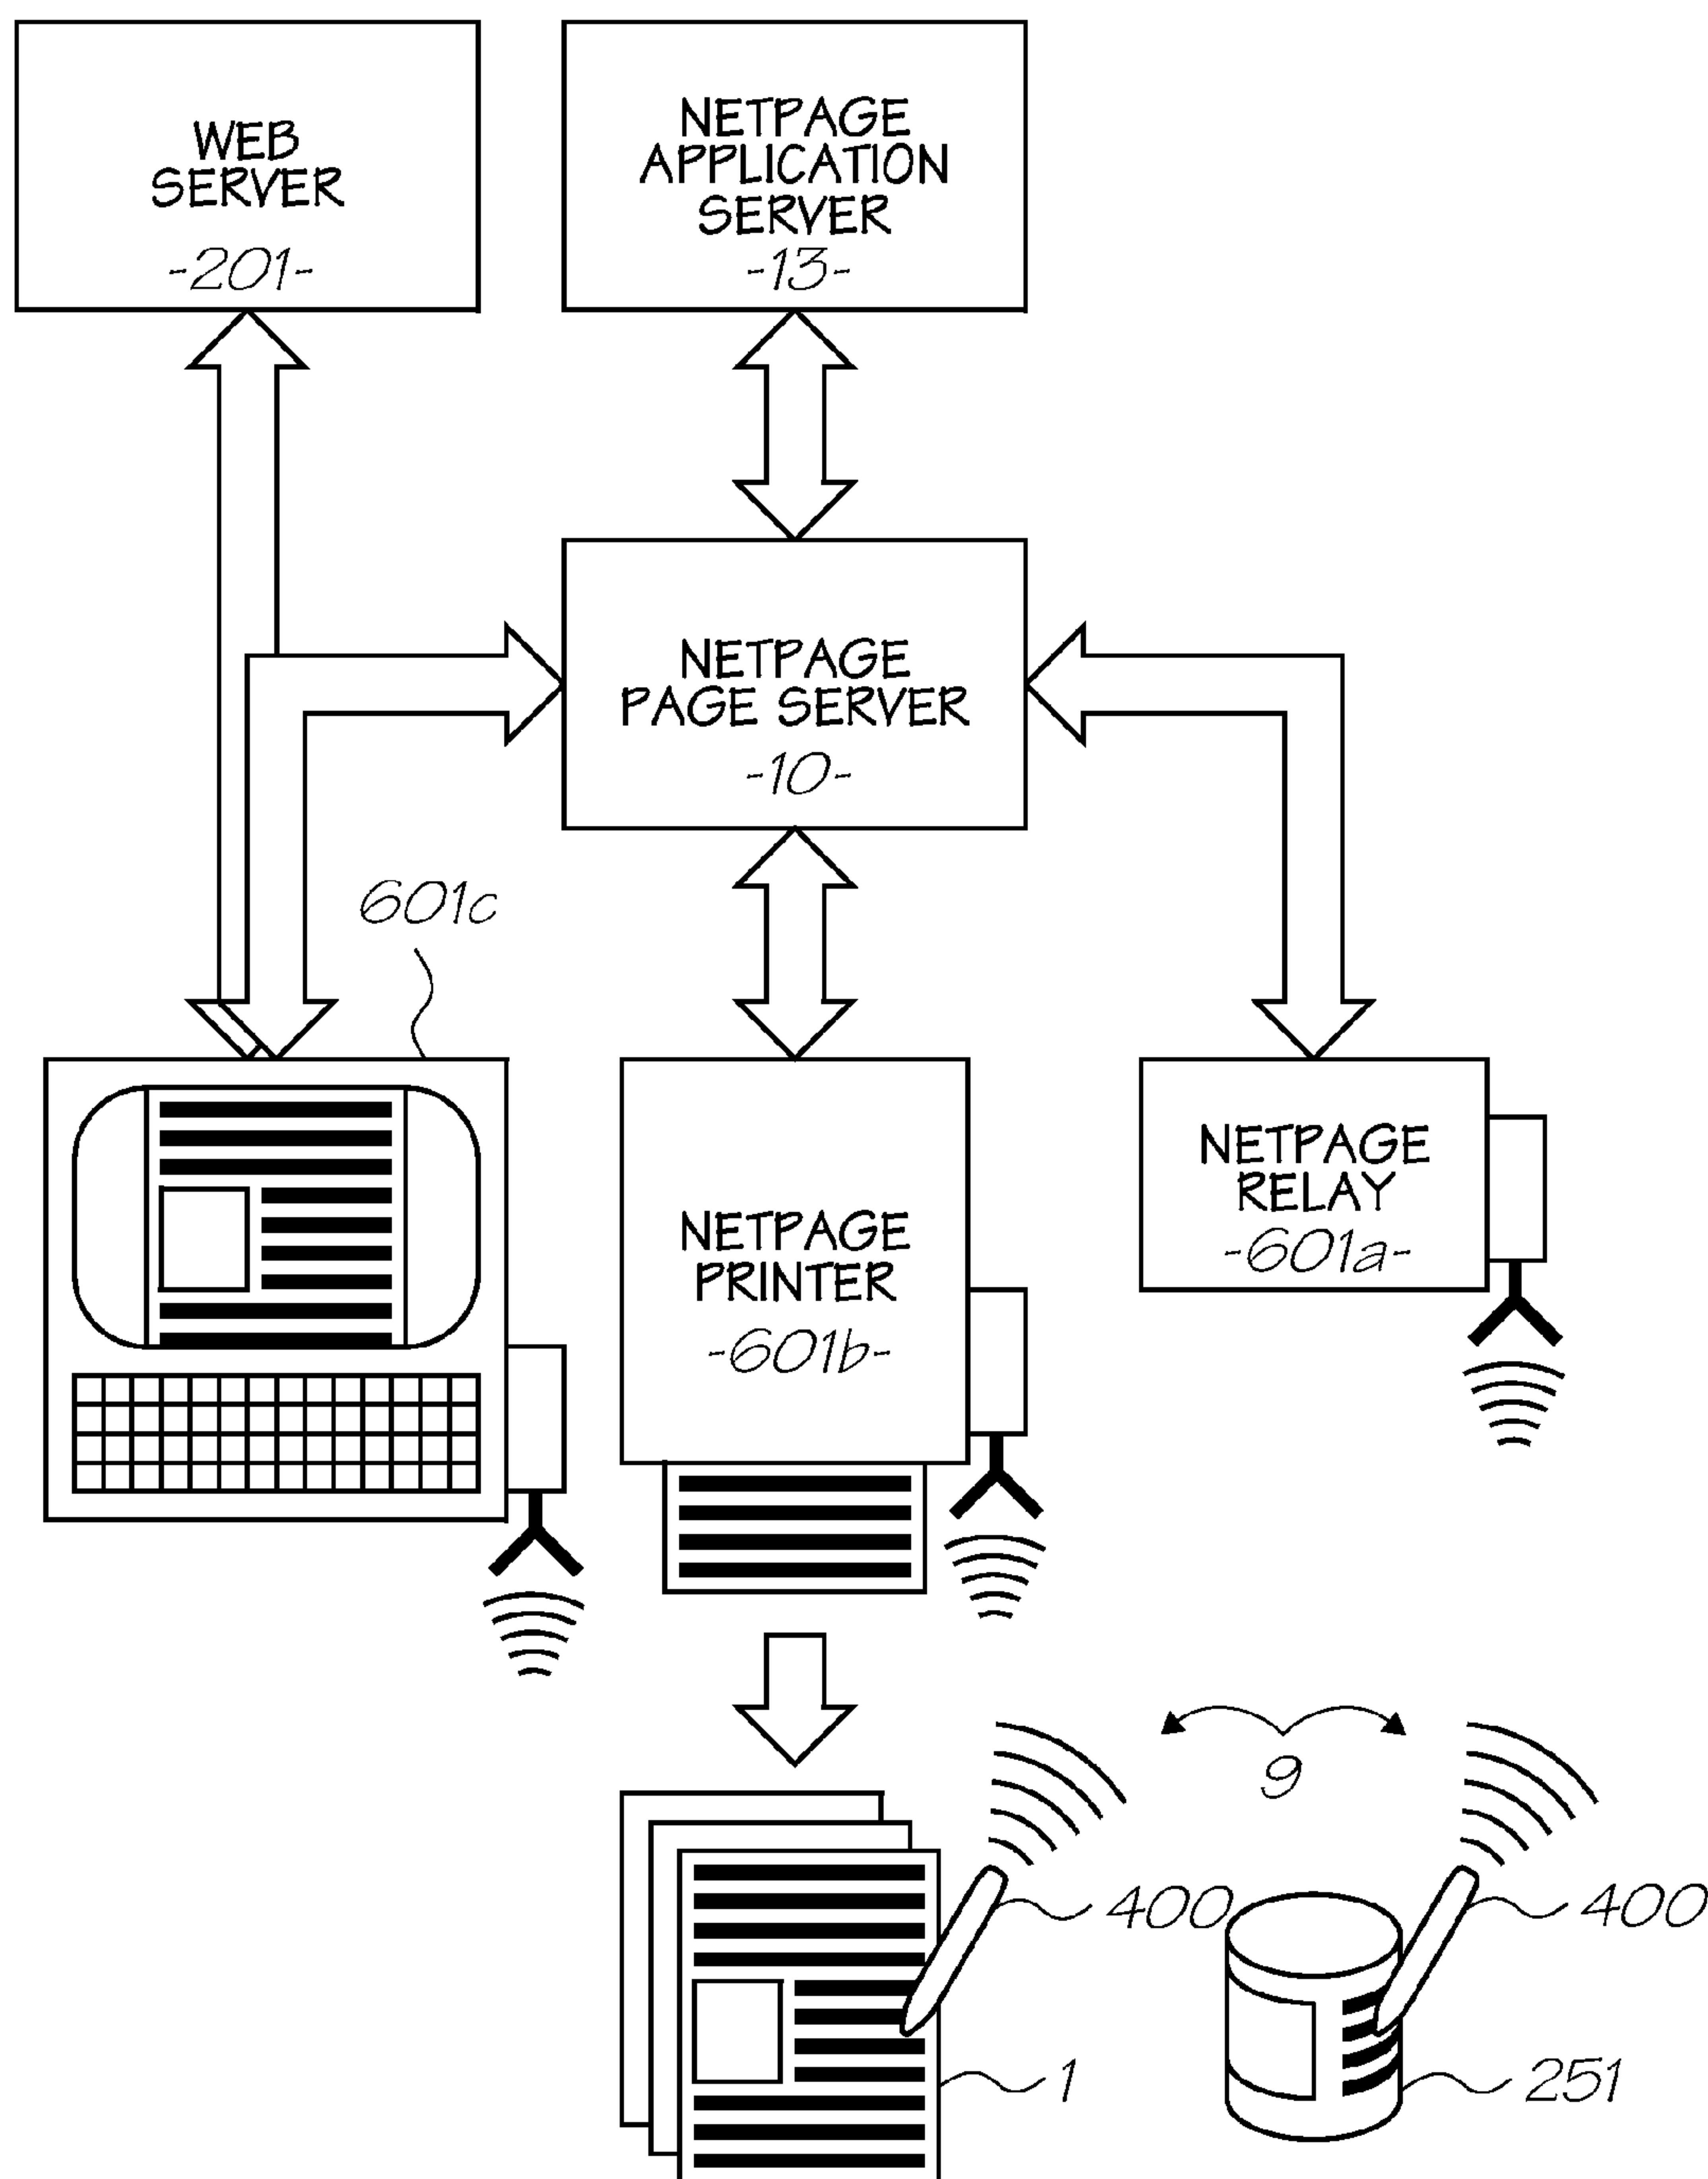 WEB
SERVER
-201-
NETPAGE
APPLICATION
SERVER
-13-
NETPAGE
PAGE SERVER
-10-
601c
NETPAGE
PRINTER
-601b-
NETPAGE
RELAY
-601a-
9
400
400
1
251